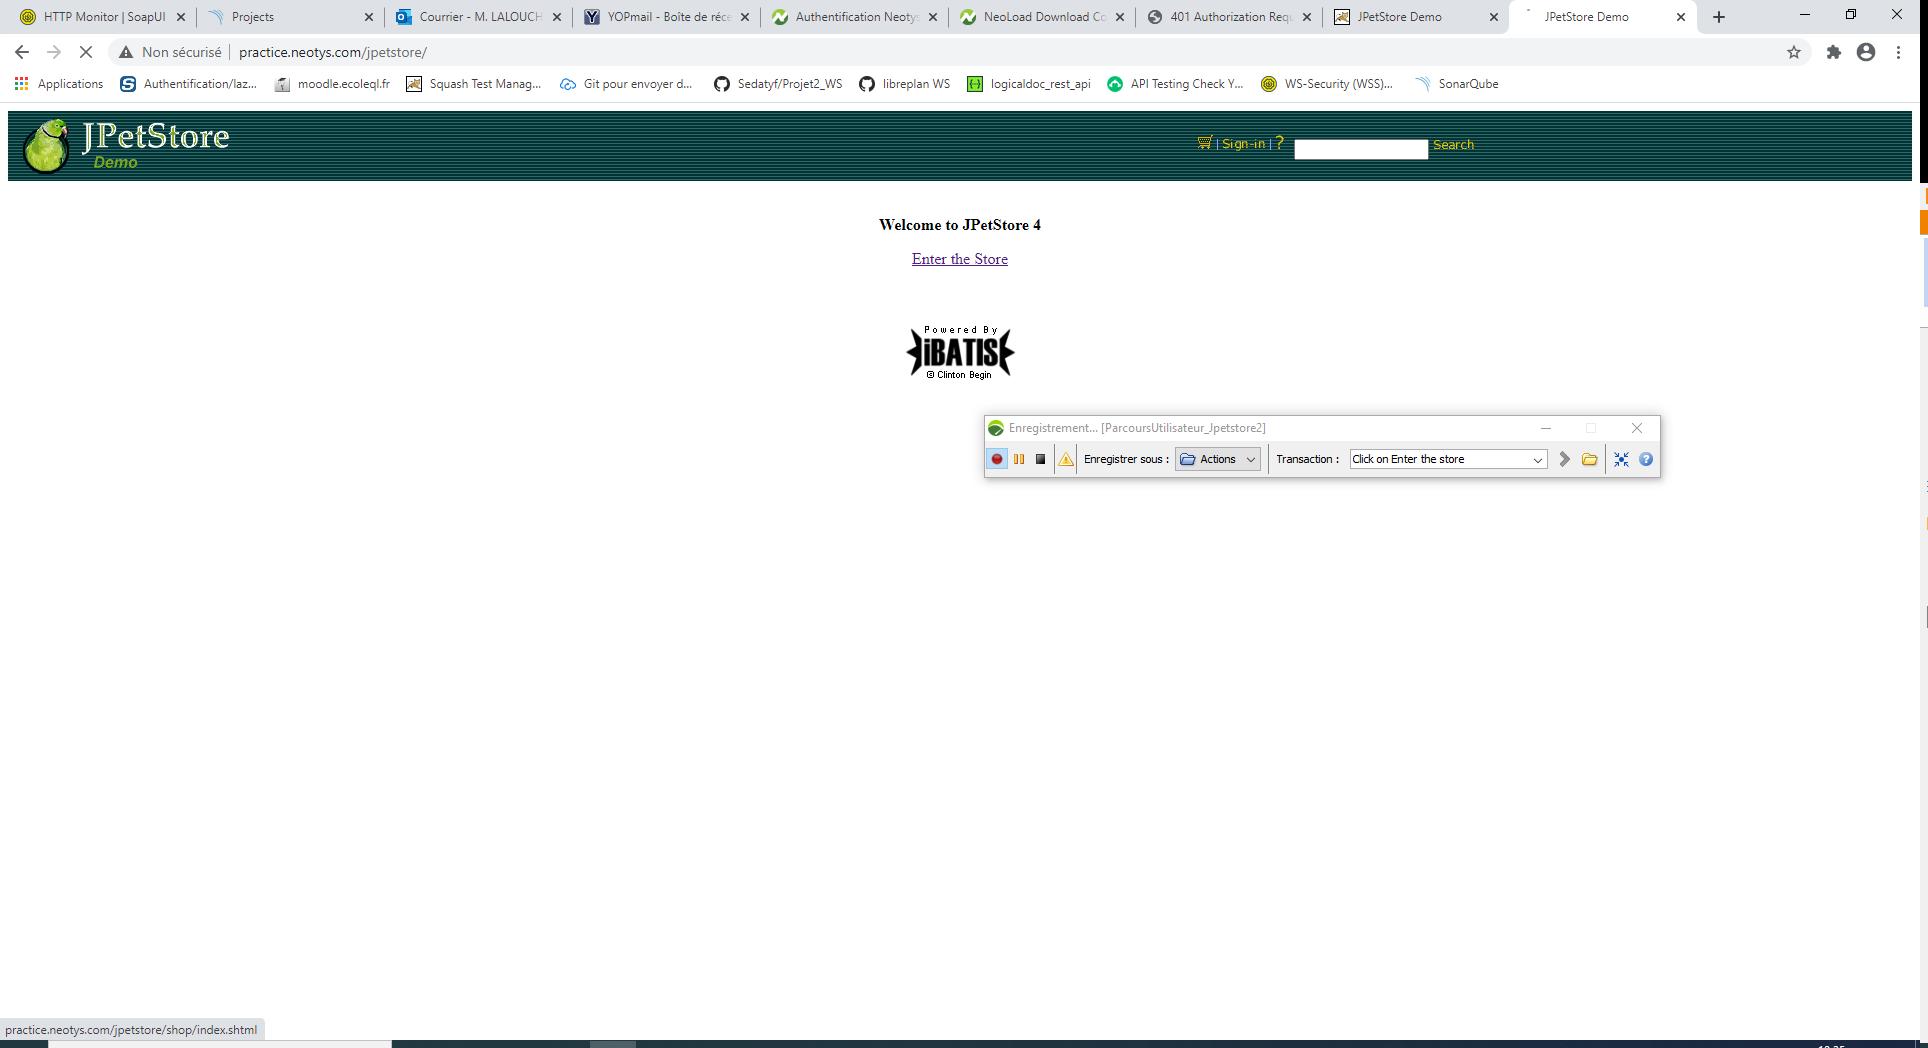 HTTP Monitor | SoapUI
Projects
Courrier - M. LALOUCH
YOPmail - Boîte de réce
Authentification Neotys
NeoLoad Download Co
401 Authorization Requ
JPetStore Demo
JPetStore Demo
Non sécurisé
practice.neotys.com/jpetstore/
Applications
Authentification/laz...
moodle.ecoleql.fr
Squash Test Manag...
Git pour envoyer d...
Sedatyf/Projet2_WS
libreplan WS
logicaldoc_rest_api
API Testing Check Y...
WS-Security (WSS)...
SonarQube
JPetStore
Demo
| Sign-in | ?
Search
Welcome to JPetStore 4
Enter the Store
Powered By
iBATIS
© Clinton Begin
Enregistrement... [ParcoursUtilisateur_Jpetstore2]
Enregistrer sous :
Actions
Transaction :
Click on Enter the store
practice.neotys.com/jpetstore/shop/index.shtml